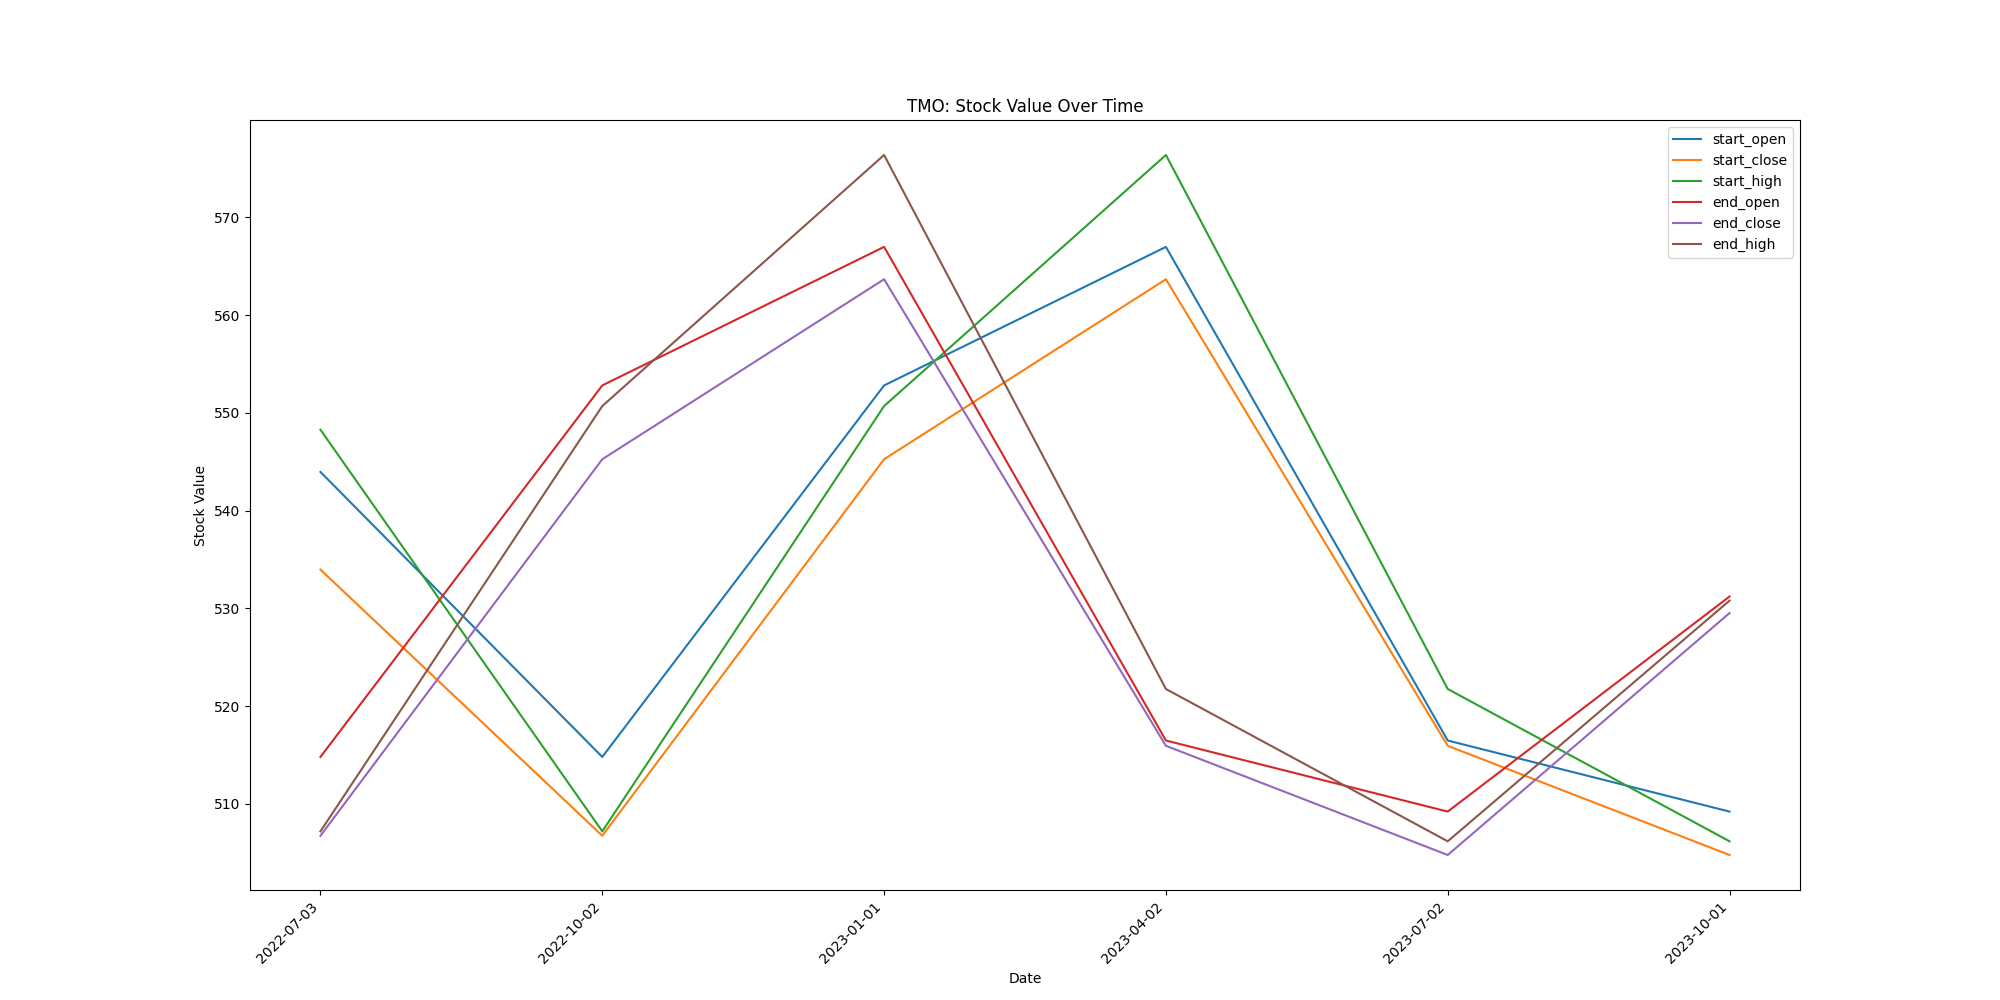 TMO: Stock Value Over Time
start_open
start_close
start_high
end_open
end_close
end_high
Stock Value
570
560
550
540
530
520
510
2022-07-03
2022-10-02
2023-01-01
2023-04-02
2023-07-02
2023-10-01
Date